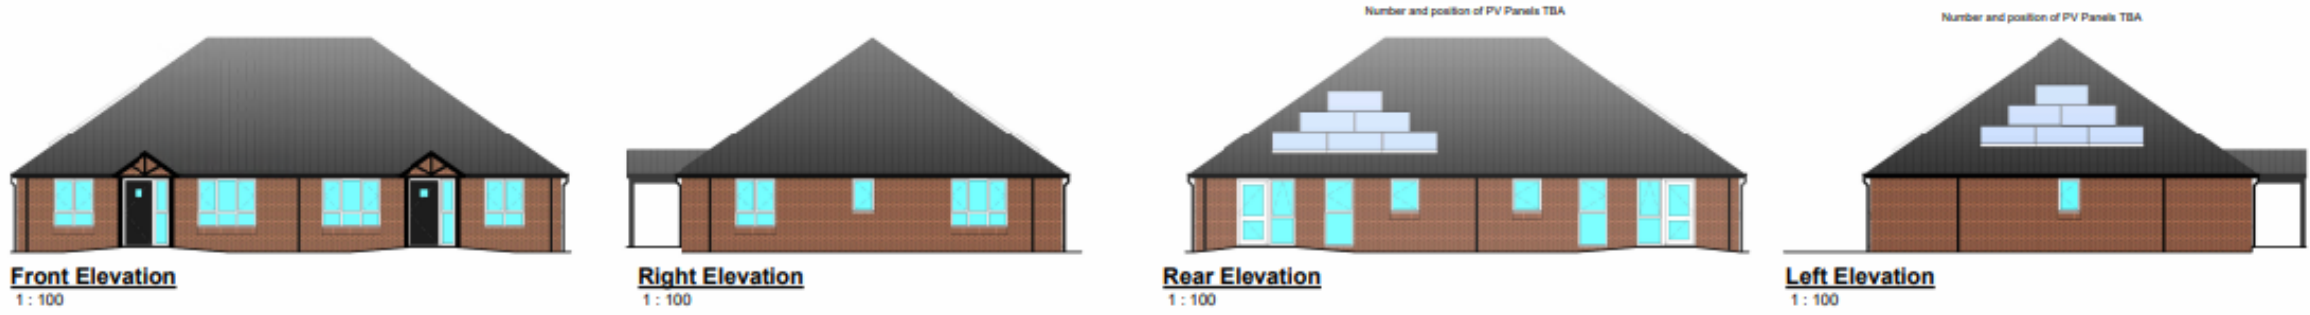 Number and position of PV Panels TBA
Number and position of PV Panels TBA
Front Elevation
1 : 100
Right Elevation
1 : 100
Rear Elevation
1 : 100
Left Elevation
1 : 100